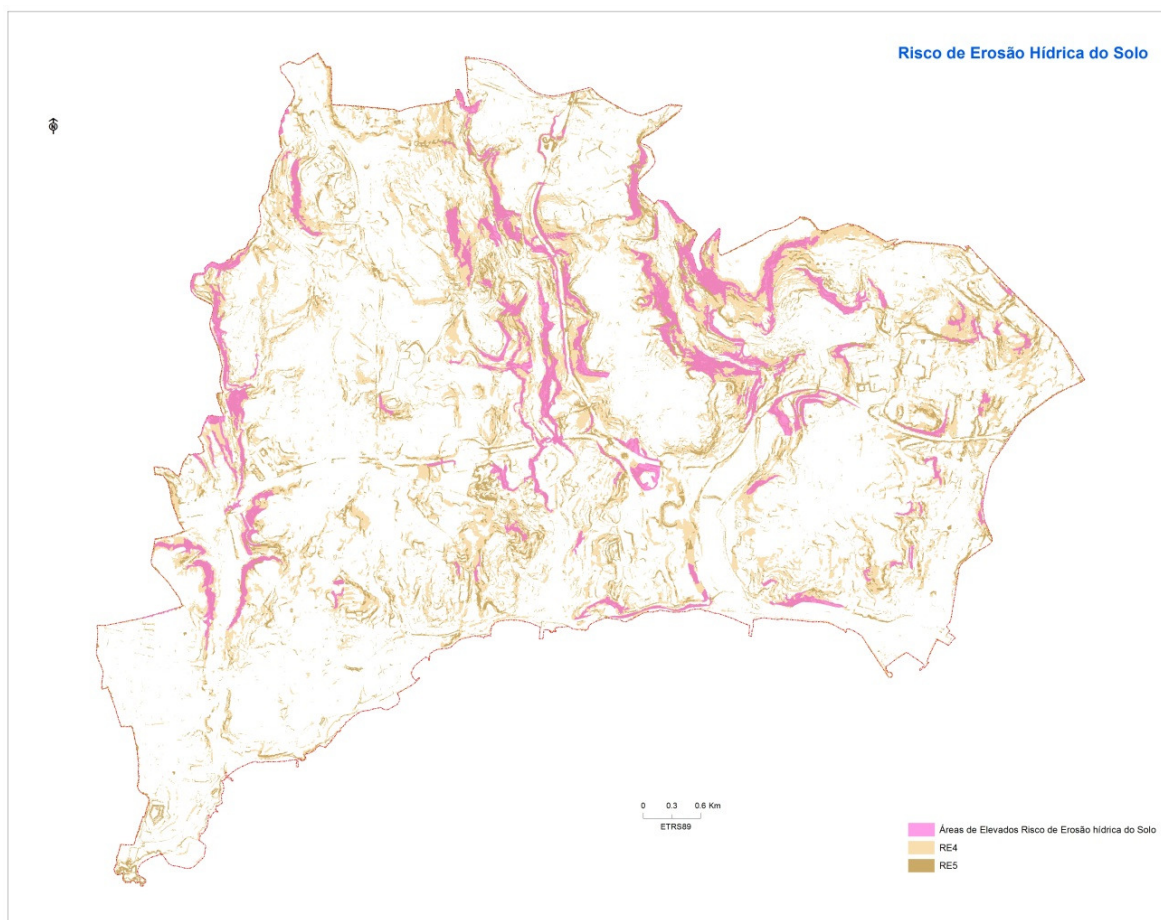 Risco de Erosão Hídrica do Solo
N
0 0.3 0.6 Km
ETRS89
Áreas de Elevados Risco de Erosão hídrica do Solo
RE4
RE5